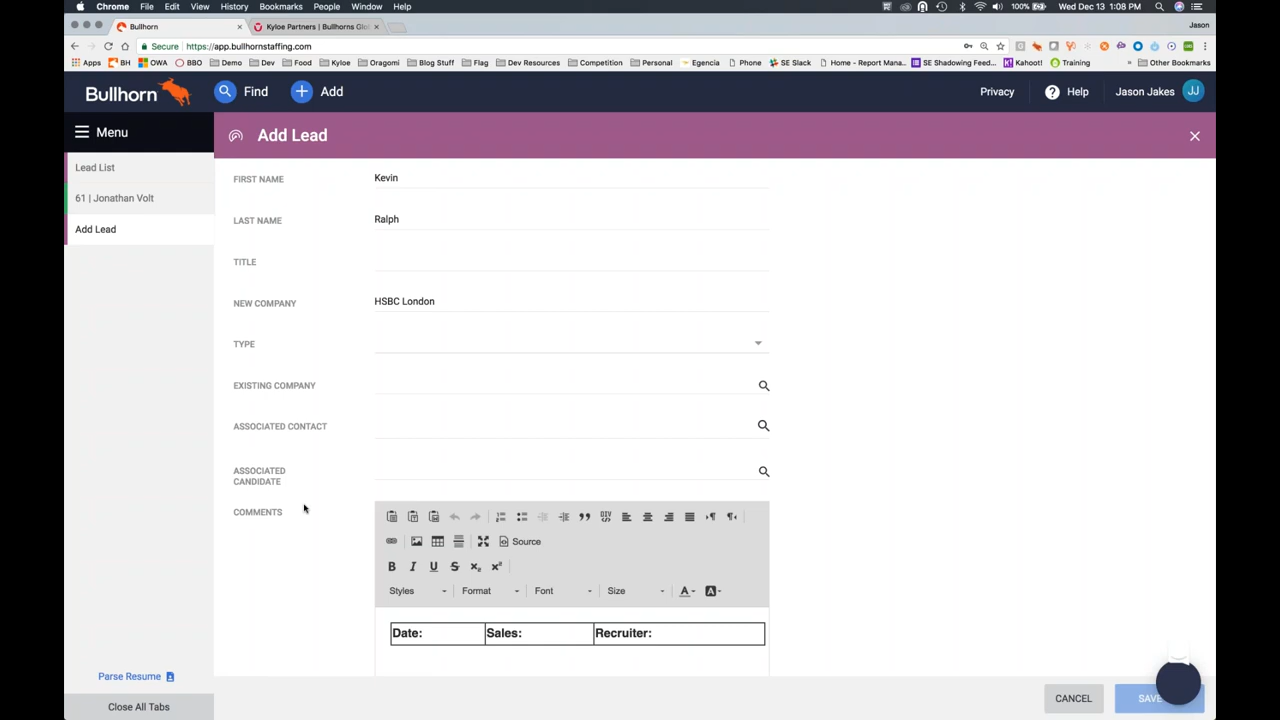 Chrome File Edit View History Bookmarks People Window Help 100% Wed Dec 13 1:08 PM
Bullhorn Kyloe Partners | Bullhorns Glo Jason
Secure https://app.bullhornstaffing.com
Apps BH OWA BBO Demo Dev Food Kyloe Oragomi Blog Stuff Flag Dev Resources Competition Personal Egencia Phone SE Slack Home - Report Mana... SE Shadowing Feed... Kahoot! Training » Other Bookmarks
Bullhorn Find Add Privacy Help Jason Jakes JJ
Menu
Add Lead
Lead List
61 | Jonathan Volt
Add Lead
FIRST NAME Kevin
LAST NAME Ralph
TITLE
NEW COMPANY HSBC London
TYPE
EXISTING COMPANY
ASSOCIATED CONTACT
ASSOCIATED
CANDIDATE
COMMENTS
Source
B I U S x₂ x²
Styles Format Font Size A A
Date: Sales: Recruiter:
Parse Resume
Close All Tabs
CANCEL